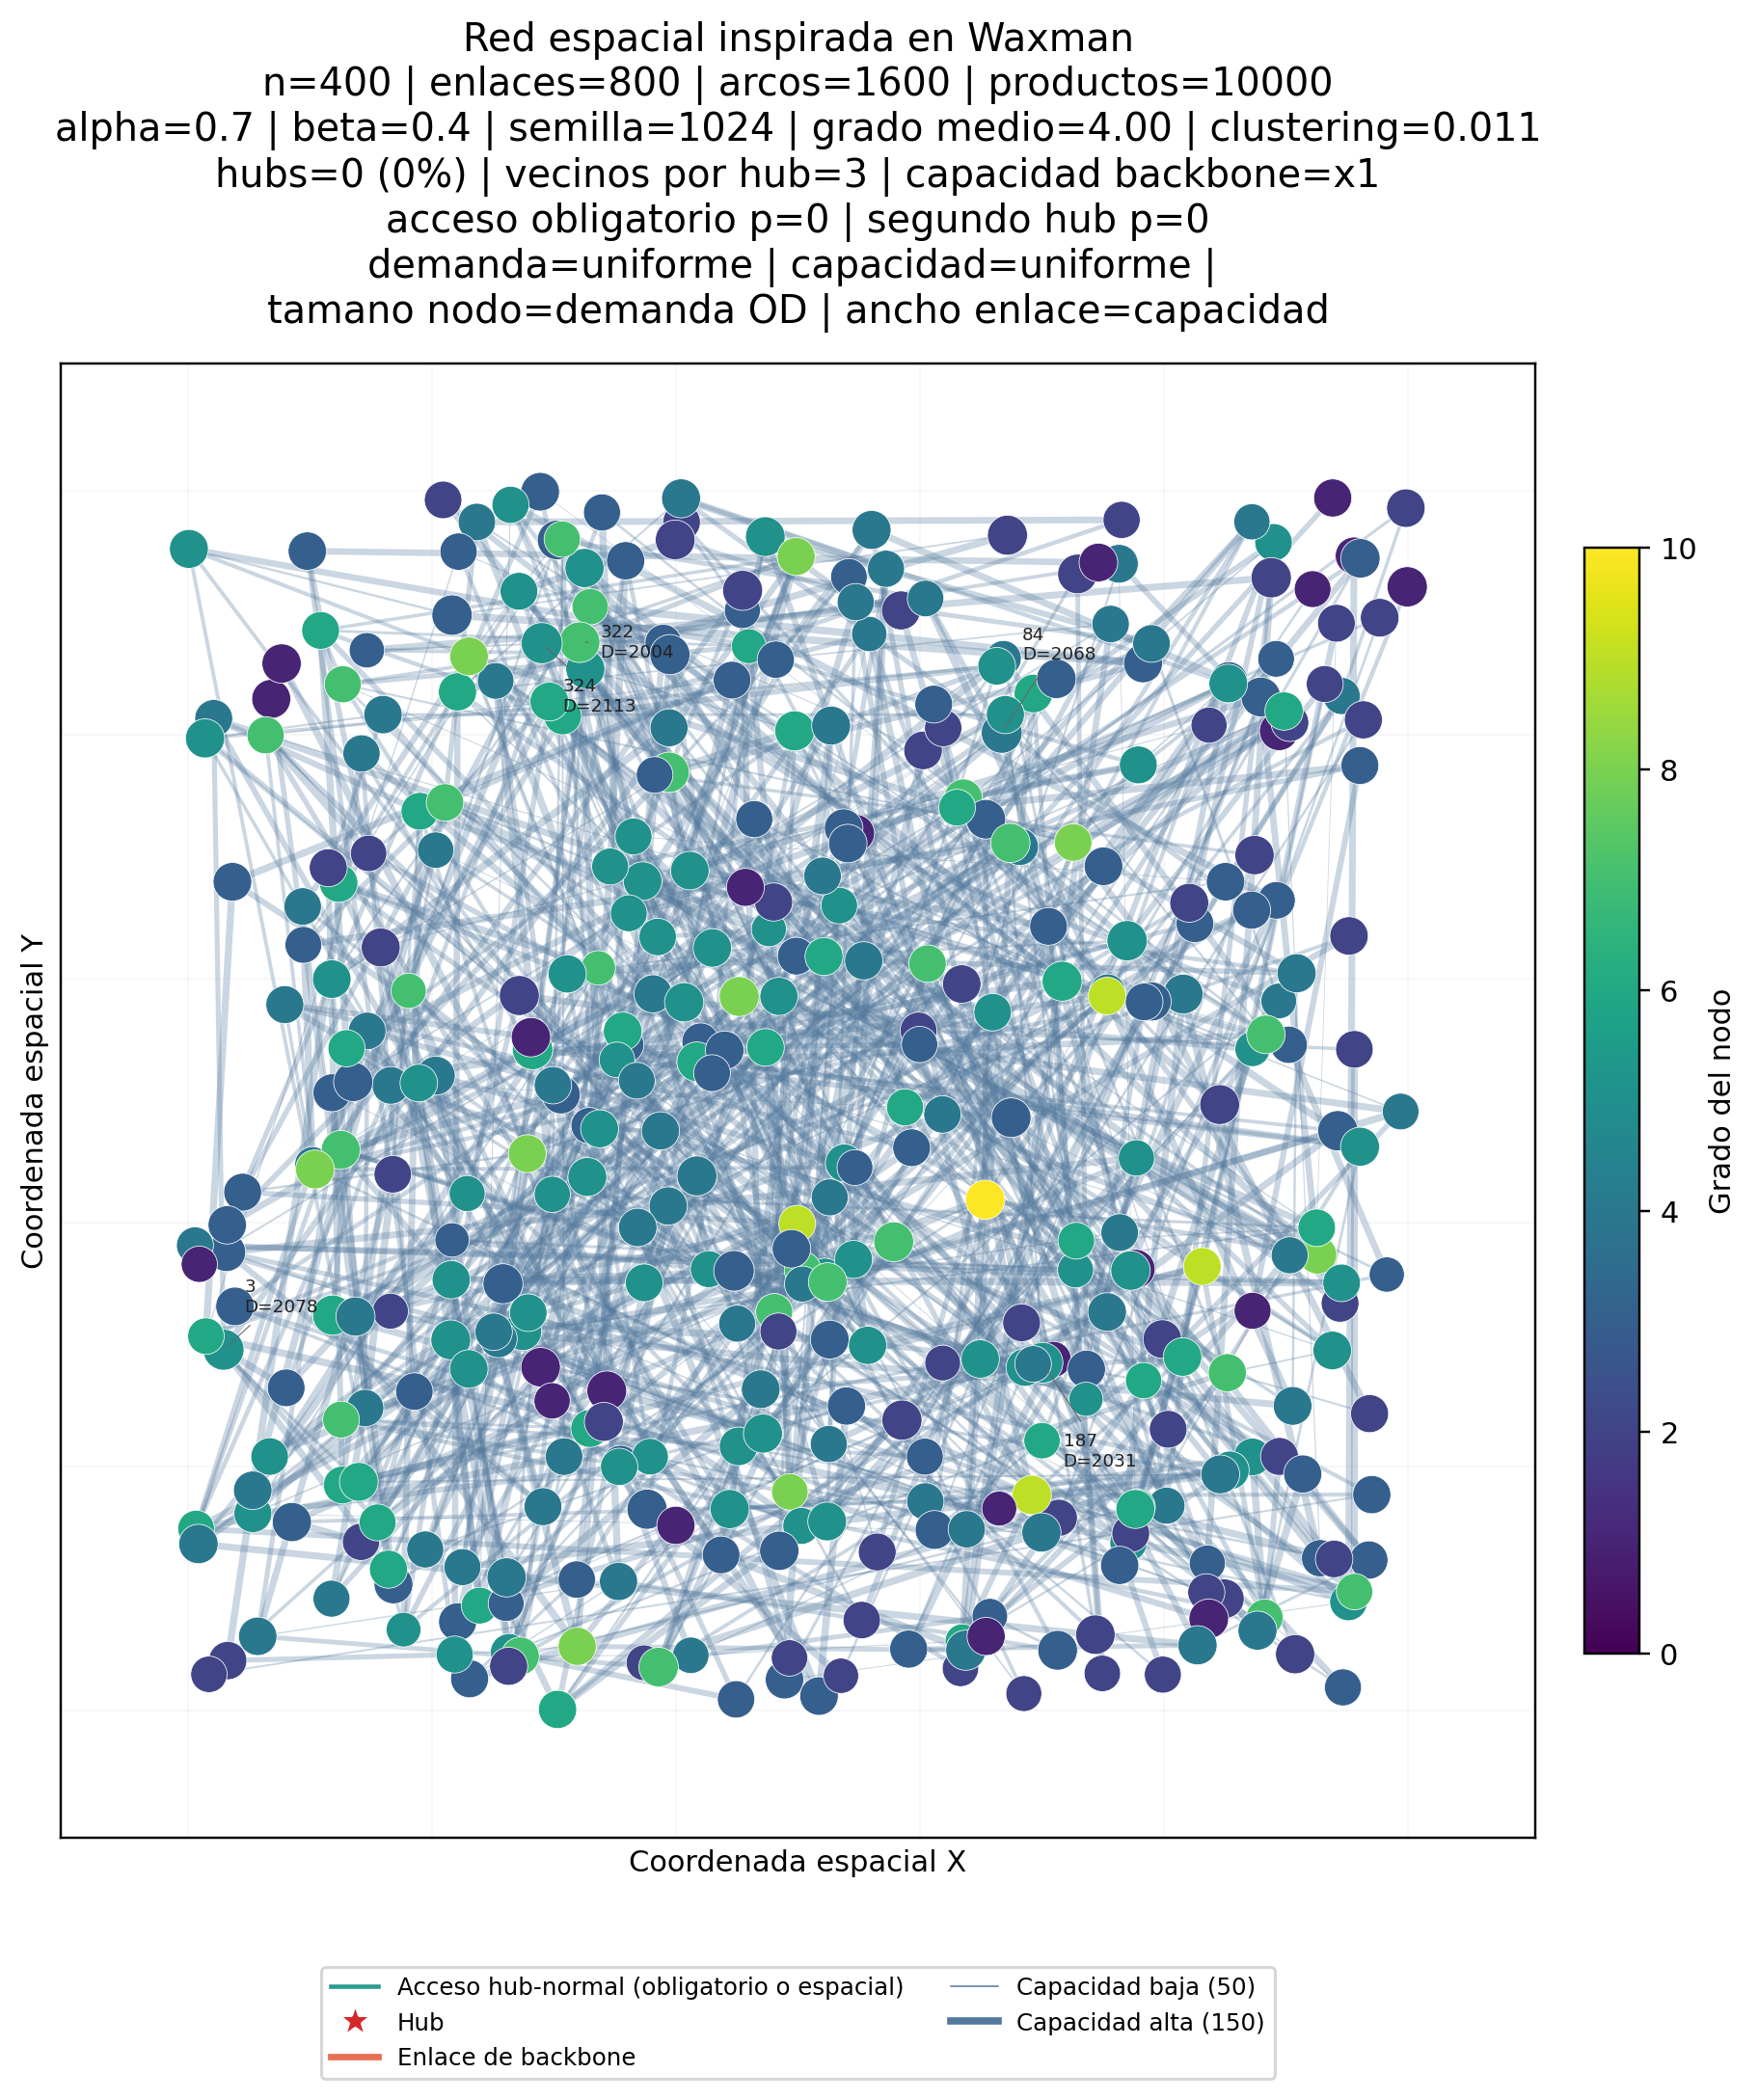 Red espacial inspirada en Waxman
n=400 | enlaces=800 | arcos=1600 | productos=10000
alpha=0.7 | beta=0.4 | semilla=1024 | grado medio=4.00 | clustering=0.011
hubs=0 (0%) | vecinos por hub=3 | capacidad backbone=x1
acceso obligatorio p=0 | segundo hub p=0
demanda=uniforme | capacidad=uniforme |
tamano nodo=demanda OD | ancho enlace=capacidad
322
D=2004
84
D=2068
324
D=2113
3
D=2078
187
D=2031
Coordenada espacial Y
Coordenada espacial X
10
8
6
4
2
0
Grado del nodo
Acceso hub-normal (obligatorio o espacial)
Hub
Enlace de backbone
Capacidad baja (50)
Capacidad alta (150)